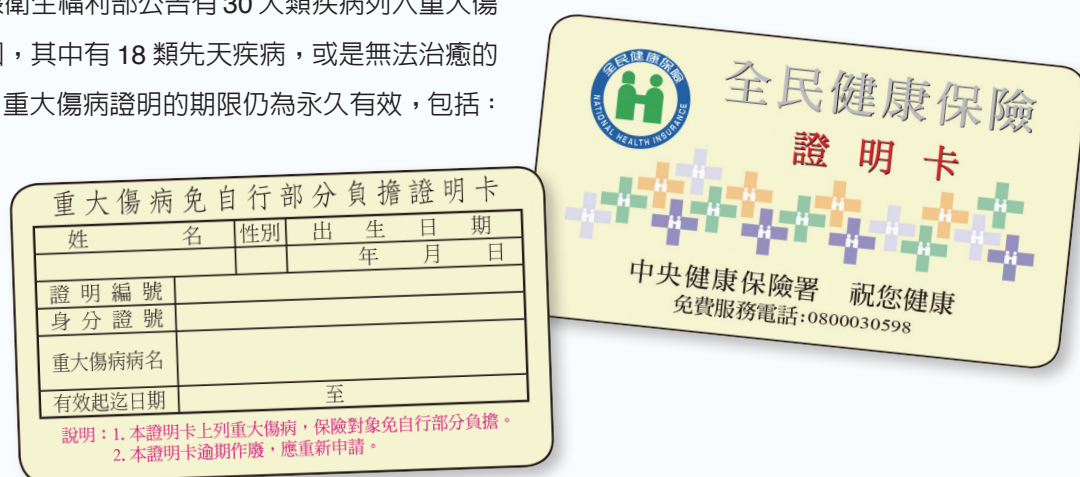 衛生福利部公告有 30 大類疾病列入重大傷
,其中有 18 類先天疾病,或是無法治癒的
重大傷病證明的期限仍為永久有效,包括:
全民健康保險
NATIONAL HEALTH INSURANCE
全民健康保險
證明卡
中央健康保險署 祝您健康
免費服務電話:0800030598
重大傷病免自行部分負擔證明卡
姓名 性別 出生日期
年 月 日
證明編號
身分證號
重大傷病病名
有效起迄日期 至
說明:1. 本證明卡上列重大傷病,保險對象免自行部分負擔。
2. 本證明卡逾期作廢,應重新申請。